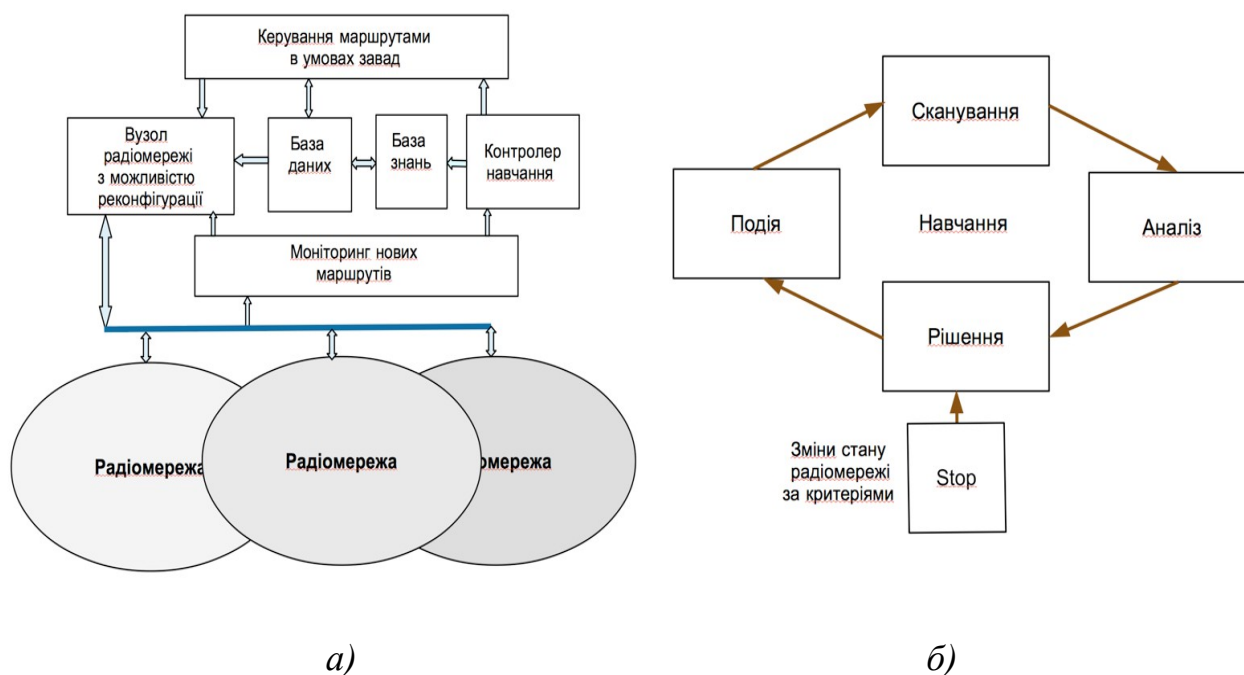 Керування маршрутами
в умовах завад
Вузол
радіомережі
з можливістю
реконфігурації
База
даних
База
знань
Контролер
навчання
Моніторинг нових
маршрутів
Радіомережа
Радіомережа
омережа
а)
Сканування
Подія
Навчання
Аналіз
Рішення
Зміни стану
радіомережі
за критеріями
Stop
б)